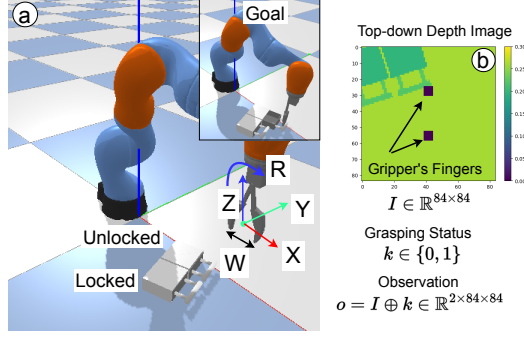 a
Goal
R
Z
Y
X
W
Unlocked
Locked
Top-down Depth Image
b
0.30
0.25
0.20
0.15
0.10
0.05
0.00
0
10
20
30
40
50
60
70
80
0
20
40
60
80
Gripper's Fingers
I ∈ ℝ^{84×84}
Grasping Status
k ∈ {0, 1}
Observation
o = I ⊕ k ∈ ℝ^{2×84×84}